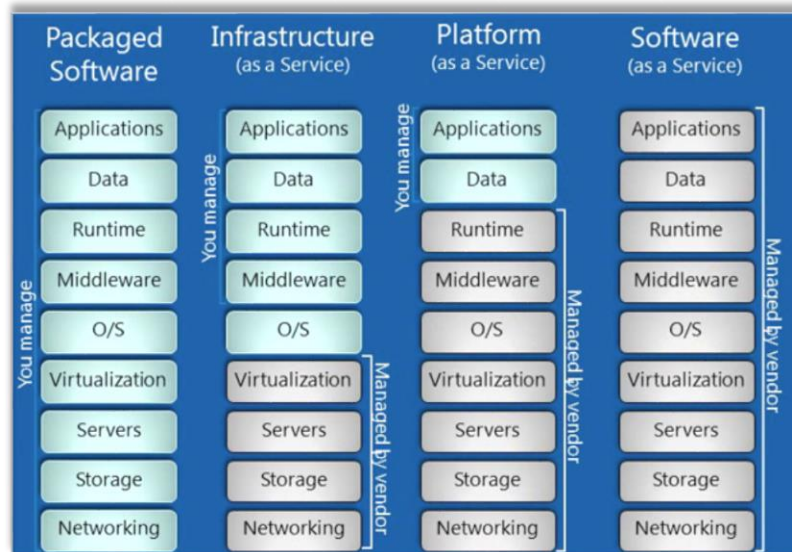 Packaged
Software
Infrastructure
(as a Service)
Platform
(as a Service)
Software
(as a Service)
You manage
Applications
Data
Runtime
Middleware
O/S
Virtualization
Servers
Storage
Networking
You manage
Applications
Data
Runtime
Middleware
O/S
Virtualization
Servers
Storage
Networking
Managed by vendor
You manage
Applications
Data
Runtime
Middleware
O/S
Virtualization
Servers
Storage
Networking
Managed by vendor
Applications
Data
Runtime
Middleware
O/S
Virtualization
Servers
Storage
Networking
Managed by vendor